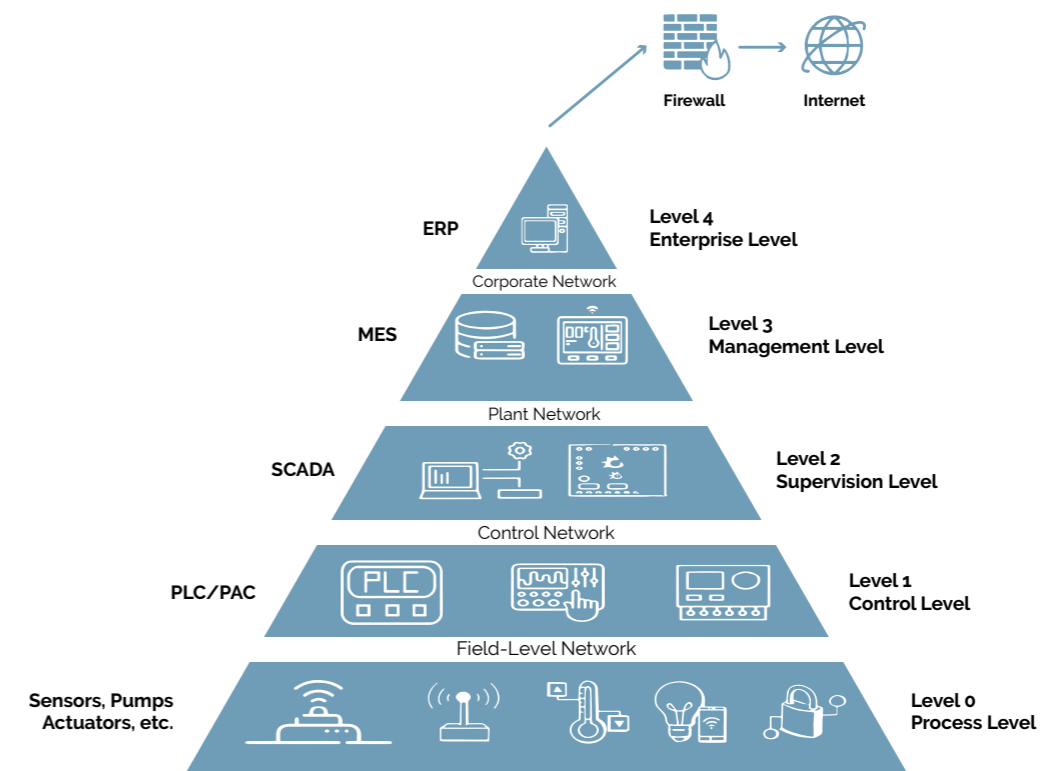 Firewall
Internet
ERP
Level 4
Enterprise Level
Corporate Network
MES
Level 3
Management Level
Plant Network
SCADA
Level 2
Supervision Level
Control Network
PLC/PAC
PLC
Level 1
Control Level
Field-Level Network
Sensors, Pumps
Actuators, etc.
Level 0
Process Level